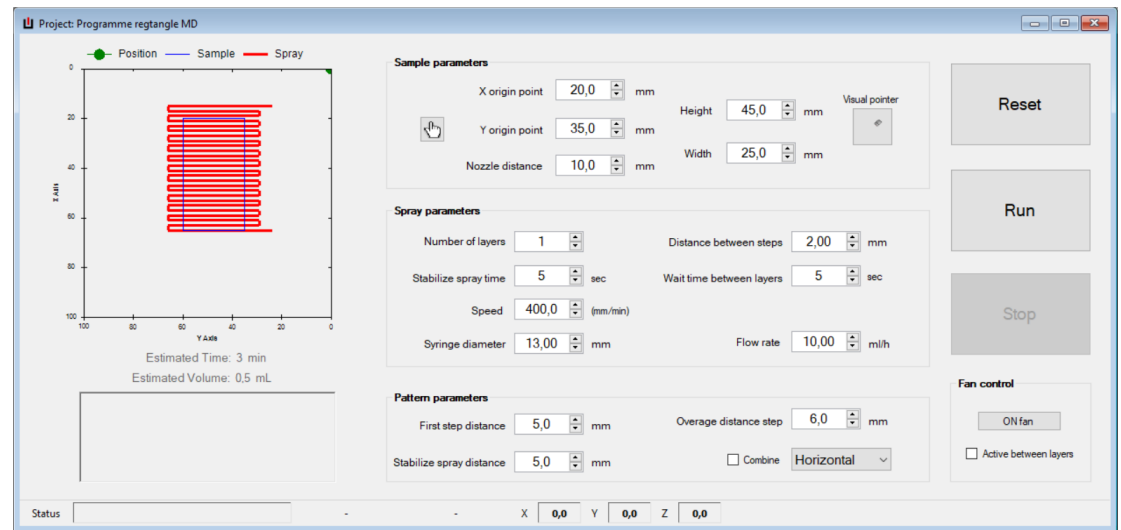 Project: Programme regtangle MD
Position Sample Spray
0
20
40
60
80
100
X Axis
100 80 60 40 20 0
Y Axis
Estimated Time: 3 min
Estimated Volume: 0,5 mL
Sample parameters
X origin point 20,0 mm
Y origin point 35,0 mm
Nozzle distance 10,0 mm
Height 45,0 mm
Width 25,0 mm
Visual pointer
Spray parameters
Number of layers 1
Distance between steps 2,00 mm
Stabilize spray time 5 sec
Wait time between layers 5 sec
Speed 400,0 (mm/min)
Syringe diameter 13,00 mm
Flow rate 10,00 ml/h
Pattern parameters
First step distance 5,0 mm
Overage distance step 6,0 mm
Stabilize spray distance 5,0 mm
Combine Horizontal
Reset
Run
Stop
Fan control
ON fan
Active between layers
Status - - X 0,0 Y 0,0 Z 0,0